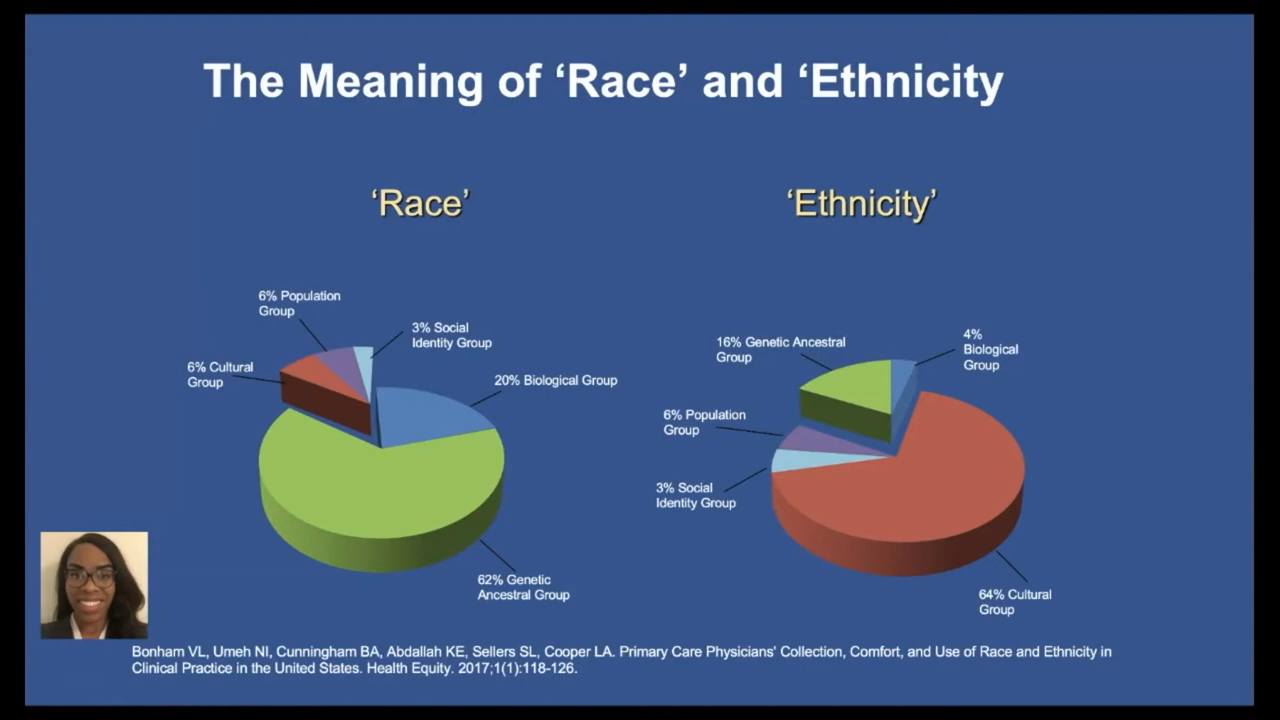 The Meaning of ‘Race’ and ‘Ethnicity
‘Race’
6% Population
Group
3% Social
Identity Group
6% Cultural
Group
20% Biological Group
62% Genetic
Ancestral Group
‘Ethnicity’
16% Genetic Ancestral
Group
4%
Biological
Group
6% Population
Group
3% Social
Identity Group
64% Cultural
Group
Bonham VL, Umeh NI, Cunningham BA, Abdallah KE, Sellers SL, Cooper LA. Primary Care Physicians’ Collection, Comfort, and Use of Race and Ethnicity in
Clinical Practice in the United States. Health Equity. 2017;1(1):118-126.